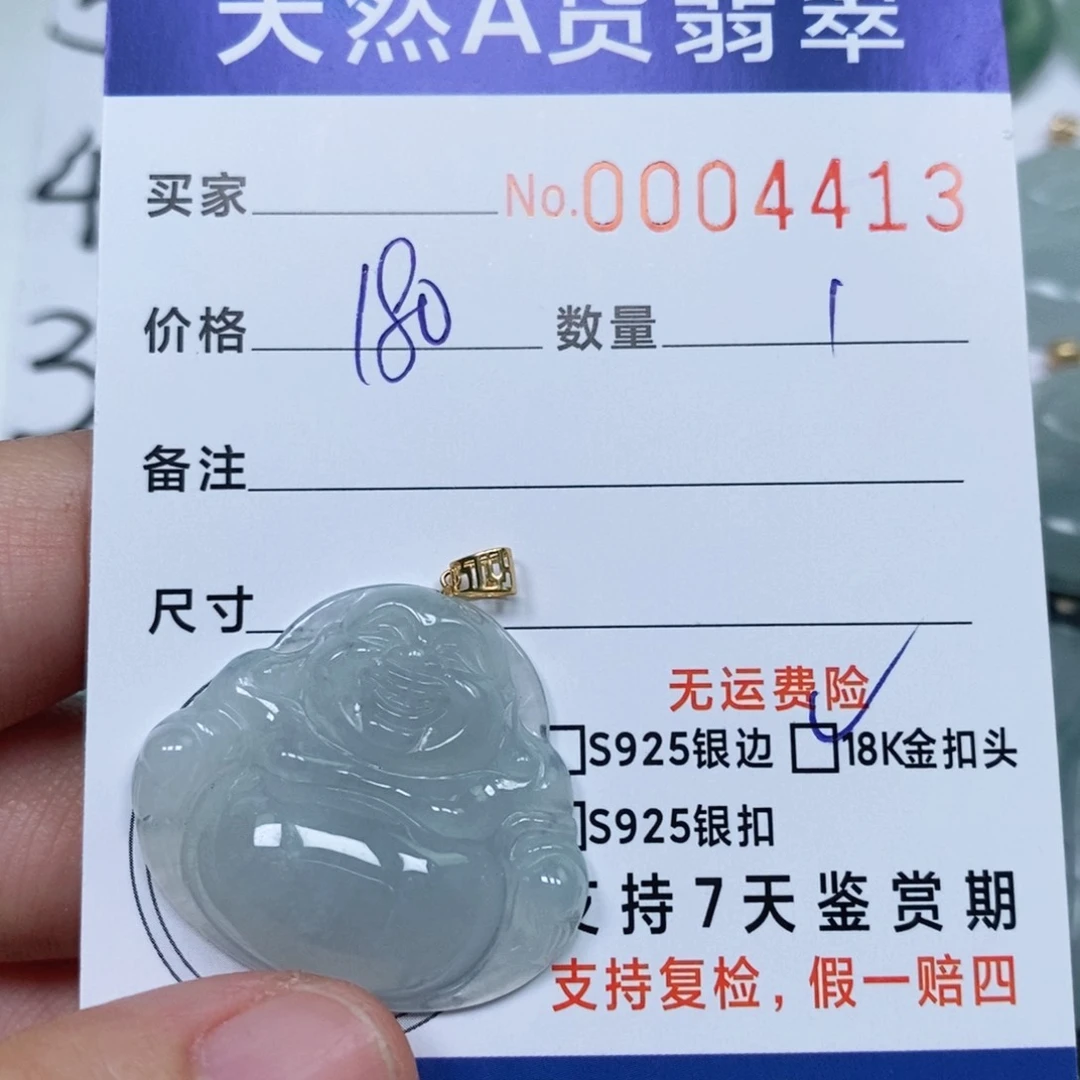 天然A货翡翠
买家 No.0004413
价格 180 数量 1
备注
尺寸
无运费险
S925银边 18K金扣头
S925银扣
支持7天鉴赏期
支持复检，假一赔四
4
3